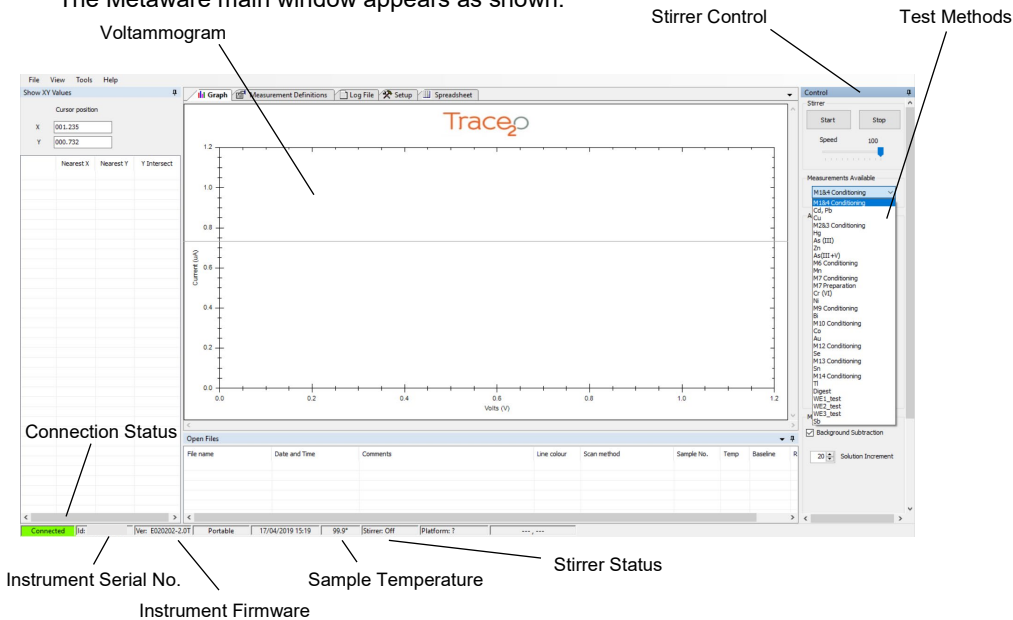 The Metaware main window appears as shown.
Stirrer Control
Test Methods
Voltammogram
File View Tools Help
Show XY Values
Graph Measurement Definitions Log File Setup Spreadsheet
Control
Cursor position
X 001.235
Y 000.732
Nearest X Nearest Y Y Intersect
Trace2o
1.2
1.0
0.8
0.6
0.4
0.2
0.0
Current (uA)
0.0 0.2 0.4 0.6 0.8 1.0 1.2
Volts (V)
Stirrer
Start Stop
Speed 100
Measurements Available
M1&4 Conditioning
M1&4 Conditioning
Cd, Pb
Cu
M2&3 Conditioning
Hg
As (III)
Zn
As(III+V)
M6 Conditioning
Mn
M7 Conditioning
M7 Preparation
Cr (VI)
Ni
M9 Conditioning
Bi
M10 Conditioning
Co
Au
M12 Conditioning
Se
M13 Conditioning
Sn
M14 Conditioning
Tl
Digest
WE1_test
WE2_test
WE3_test
Sb
Background Subtraction
20 Solution Increment
Connection Status
Open Files
File name Date and Time Comments Line colour Scan method Sample No. Temp Baseline R
Connected Id: Ver: E020202-2.0T Portable 17/04/2019 15:19 99.9° Stirrer: Off Platform: ? ---, ---
Instrument Serial No.
Sample Temperature
Stirrer Status
Instrument Firmware